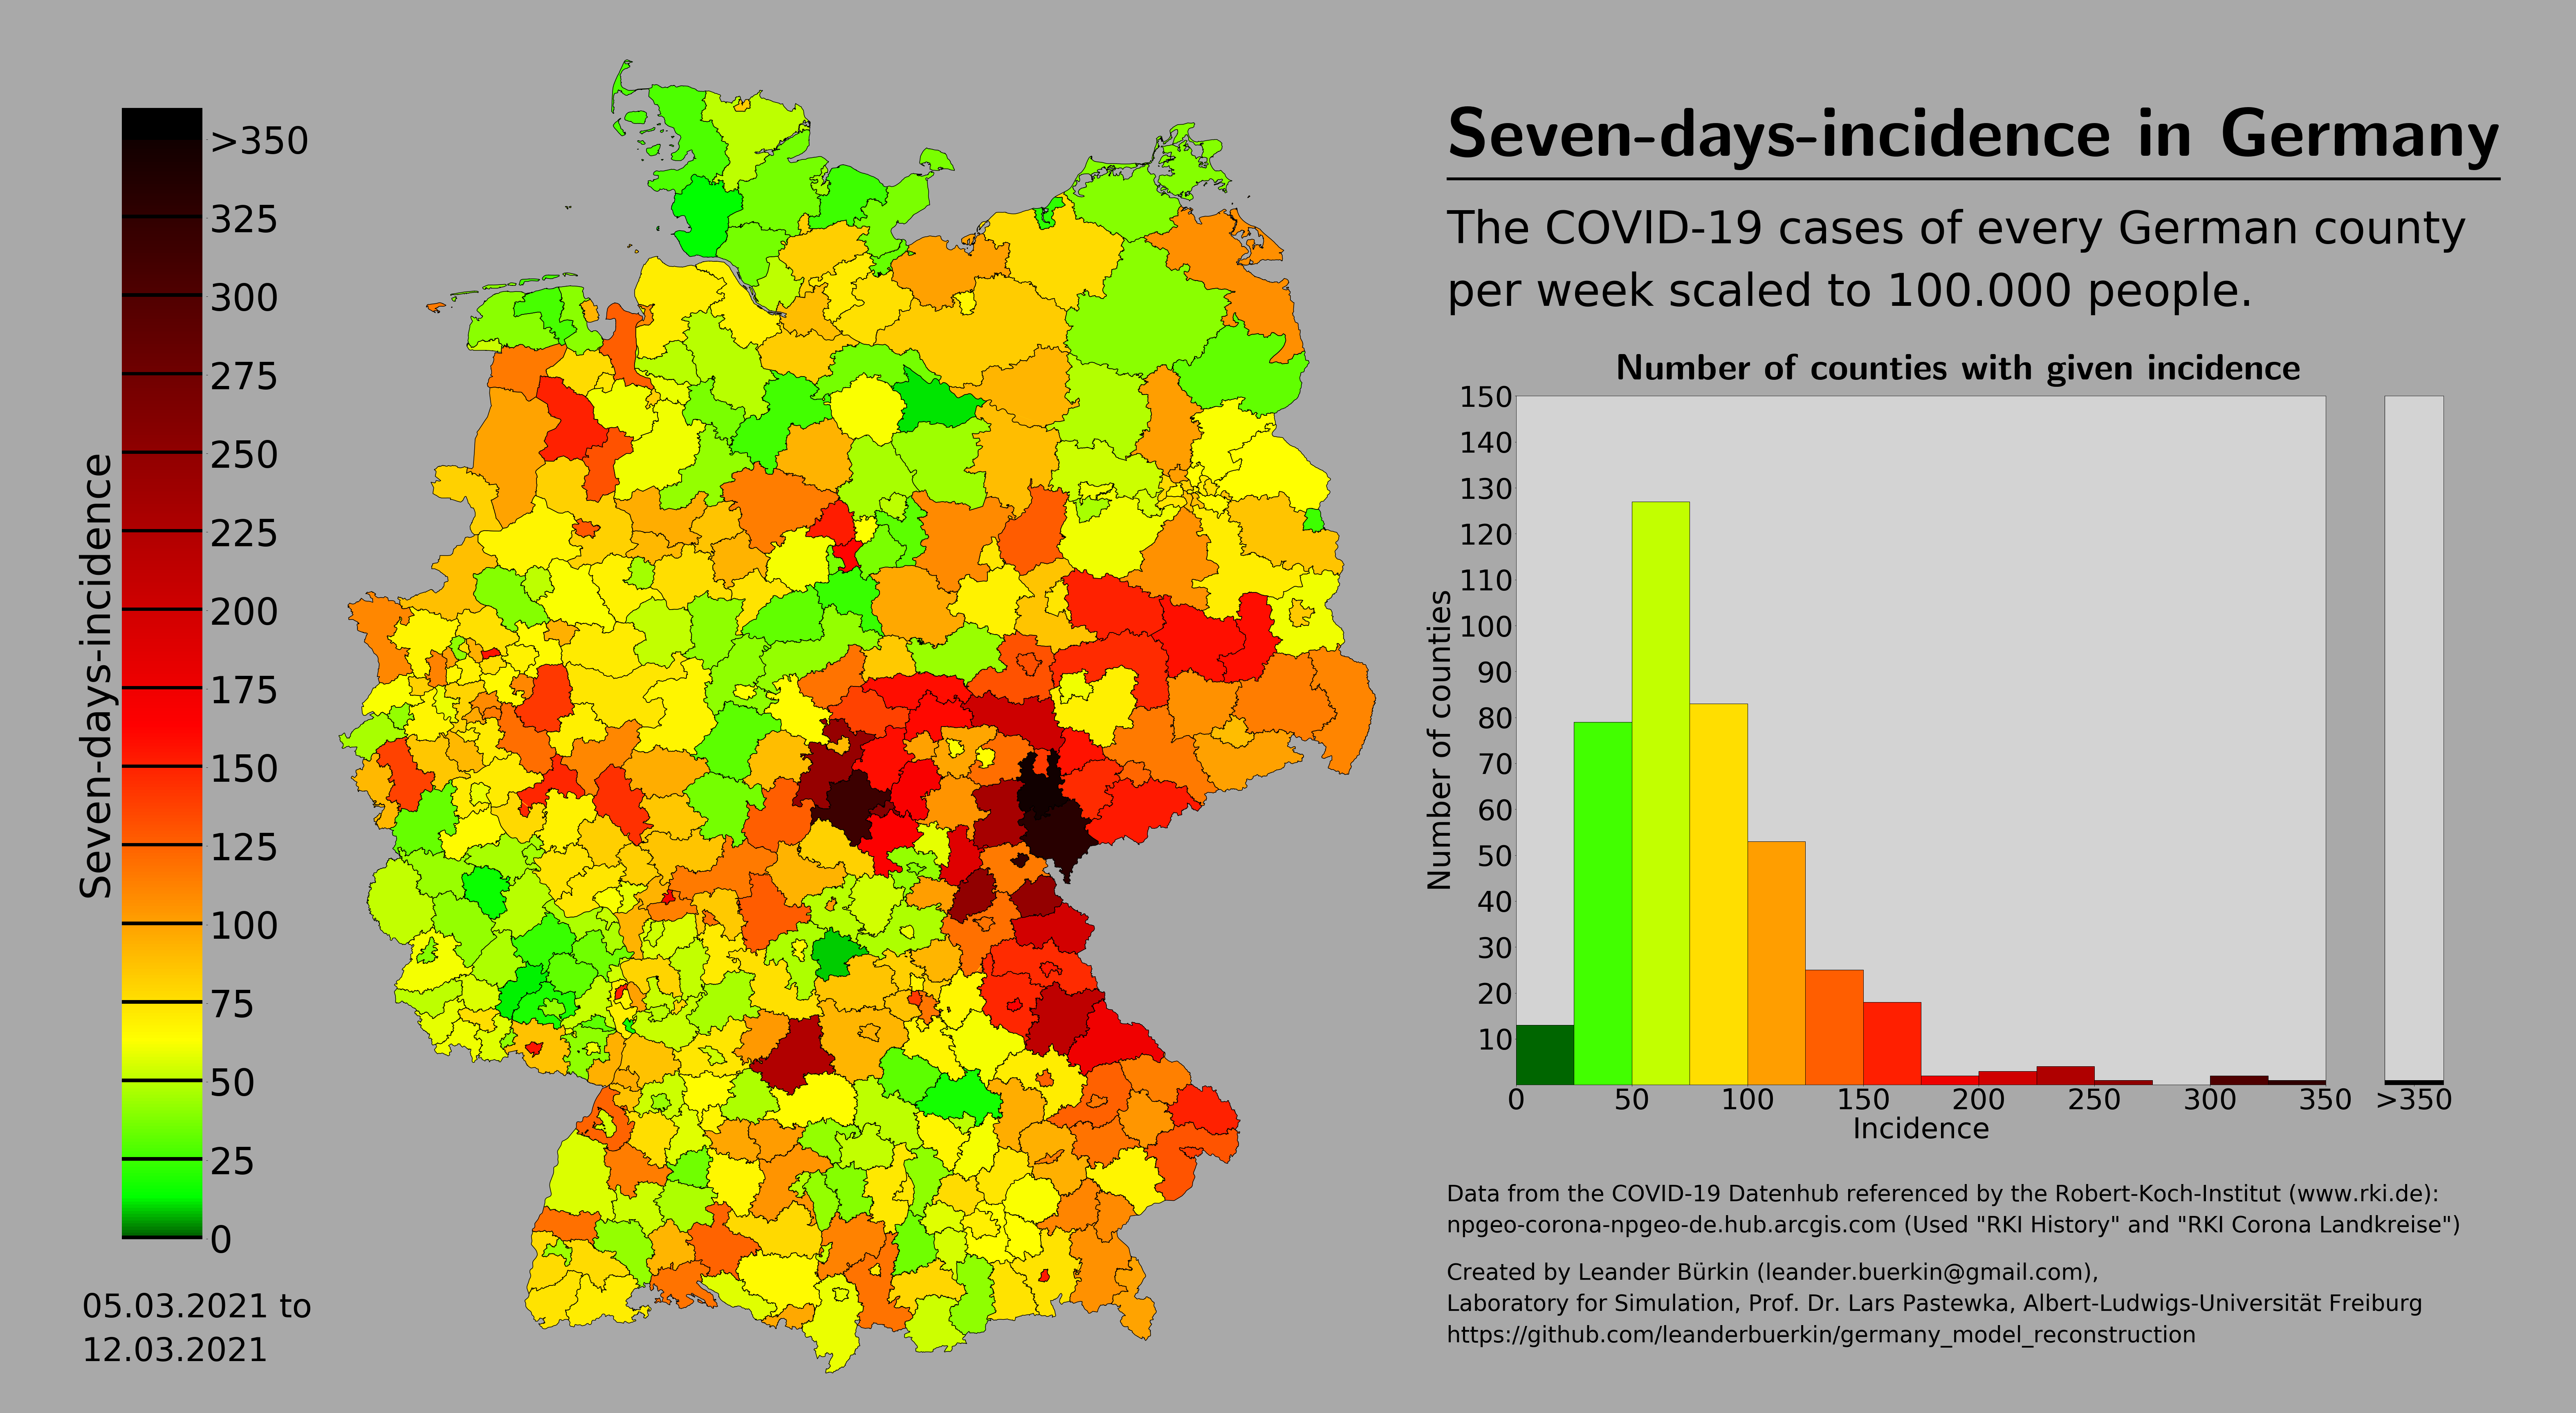 Seven-days-incidence in Germany
The COVID-19 cases of every German county
per week scaled to 100.000 people.
>350
325
300
275
250
225
200
175
150
125
100
75
50
25
0
Seven-days-incidence
05.03.2021 to
12.03.2021
Number of counties with given incidence
150
140
130
120
110
100
90
80
70
60
50
40
30
20
10
Number of counties
0 50 100 150 200 250 300 350 >350
Incidence
Data from the COVID-19 Datenhub referenced by the Robert-Koch-Institut (www.rki.de):
npgeo-corona-npgeo-de.hub.arcgis.com (Used "RKI History" and "RKI Corona Landkreise")
Created by Leander Bürkin (leander.buerkin@gmail.com),
Laboratory for Simulation, Prof. Dr. Lars Pastewka, Albert-Ludwigs-Universität Freiburg
https://github.com/leanderbuerkin/germany_model_reconstruction